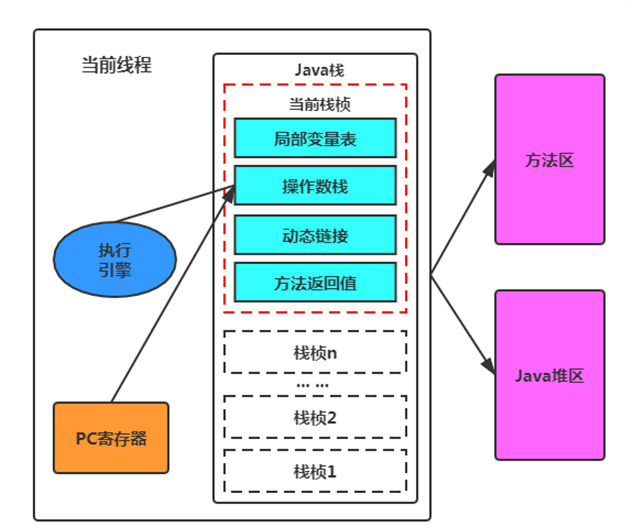 当前线程
Java栈
当前栈桢
局部变量表
操作数栈
动态链接
方法返回值
执行
引擎
PC寄存器
栈桢n
... ...
栈桢2
栈桢1
方法区
Java堆区